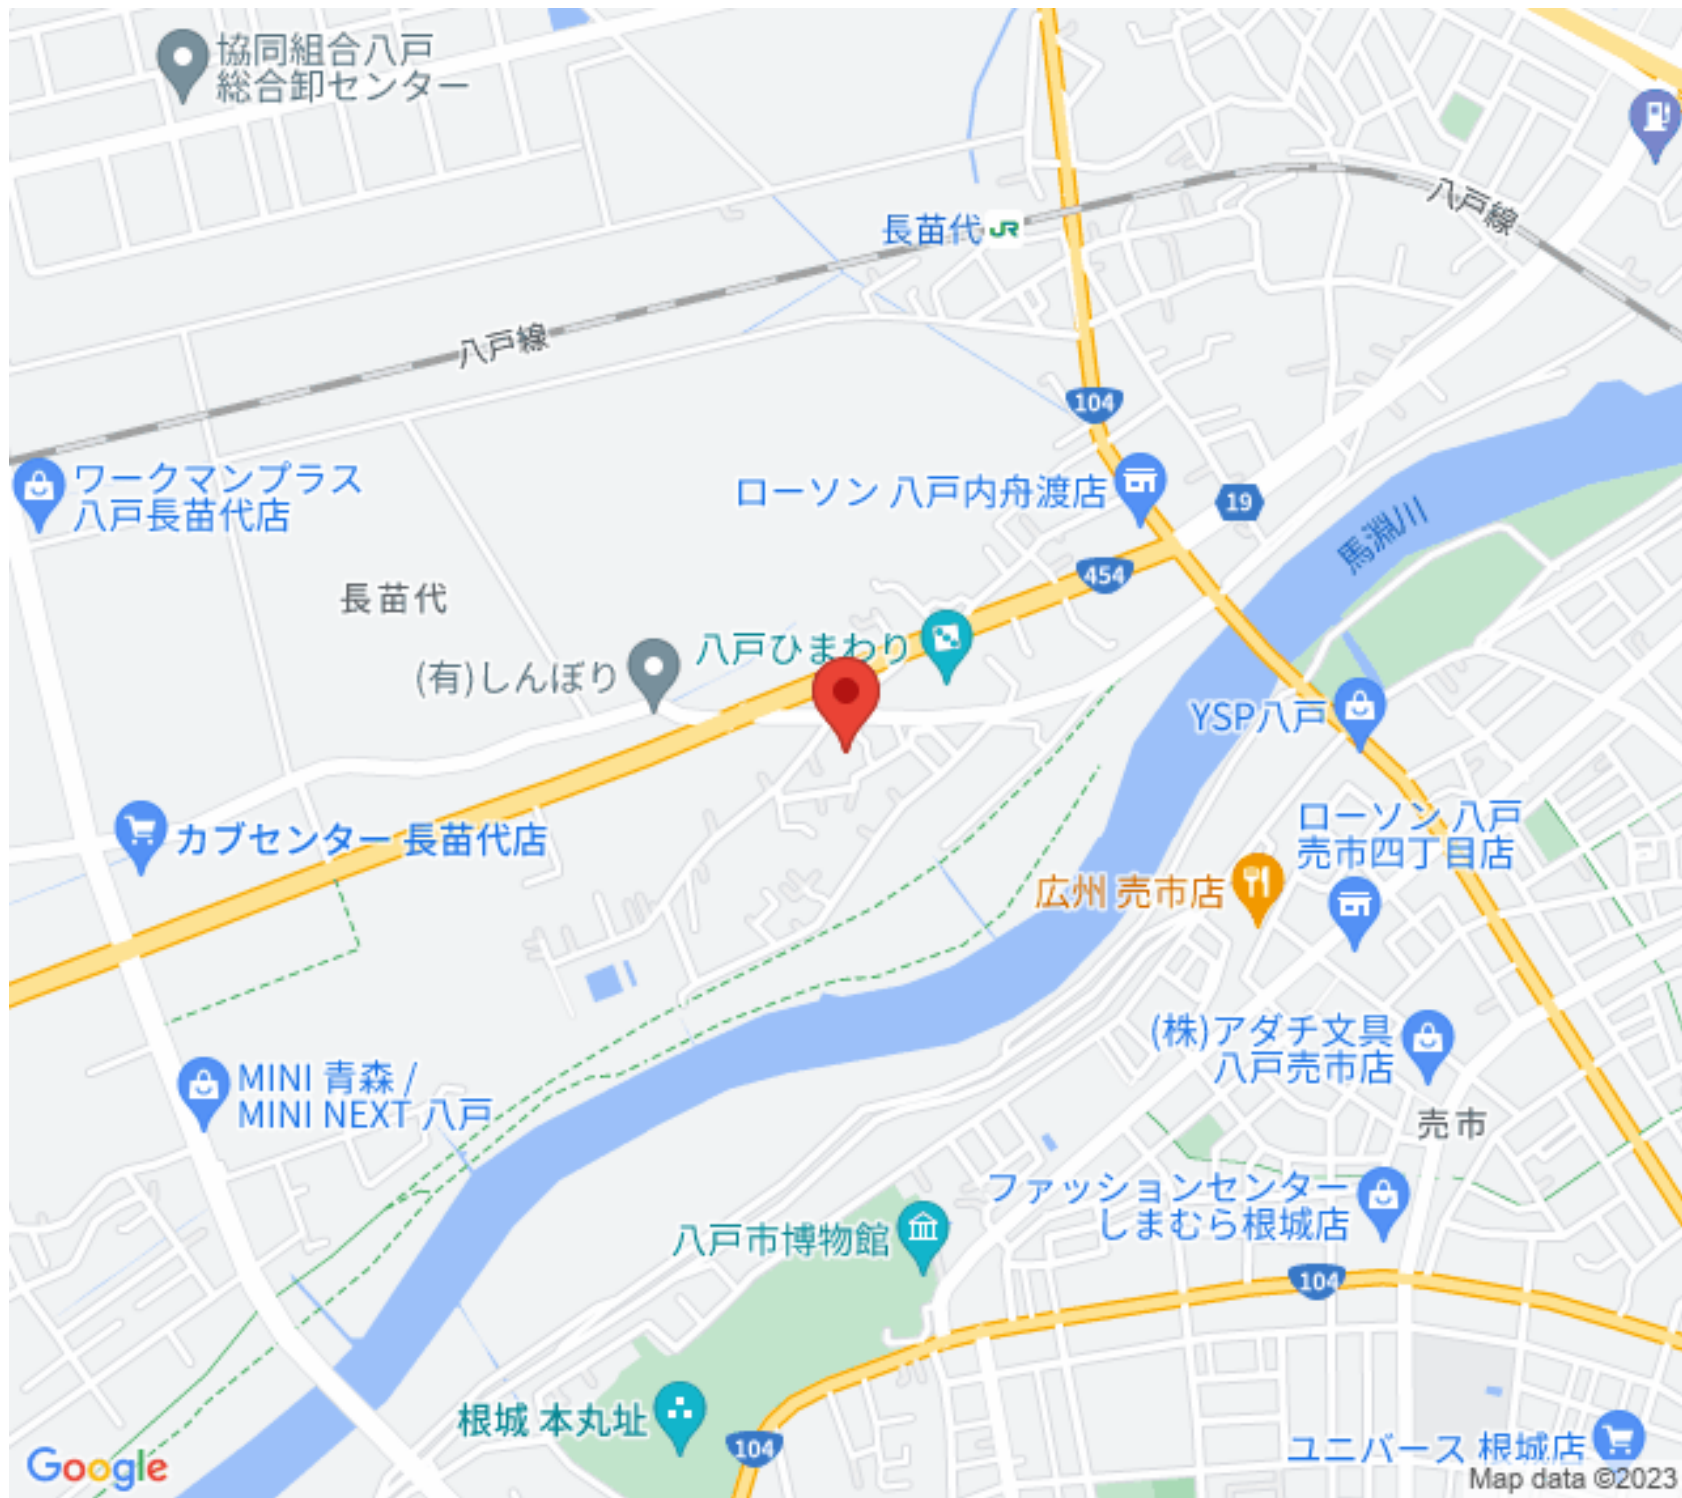 協同組合八戸
総合卸センター
長苗代
JR
八戸線
八戸線
104
ワークマンプラス
八戸長苗代店
ローソン 八戸内舟渡店
19
馬淵川
454
長苗代
八戸ひまわり
(有)しんぼり
YSP八戸
カブセンター 長苗代店
ローソン 八戸
売市四丁目店
広州 売市店
(株)アダチ文具
八戸売市店
MINI 青森 /
MINI NEXT 八戸
売市
ファッションセンター
しまむら根城店
八戸市博物館
104
根城 本丸址
104
ユニバース 根城店
Google
Map data ©2023